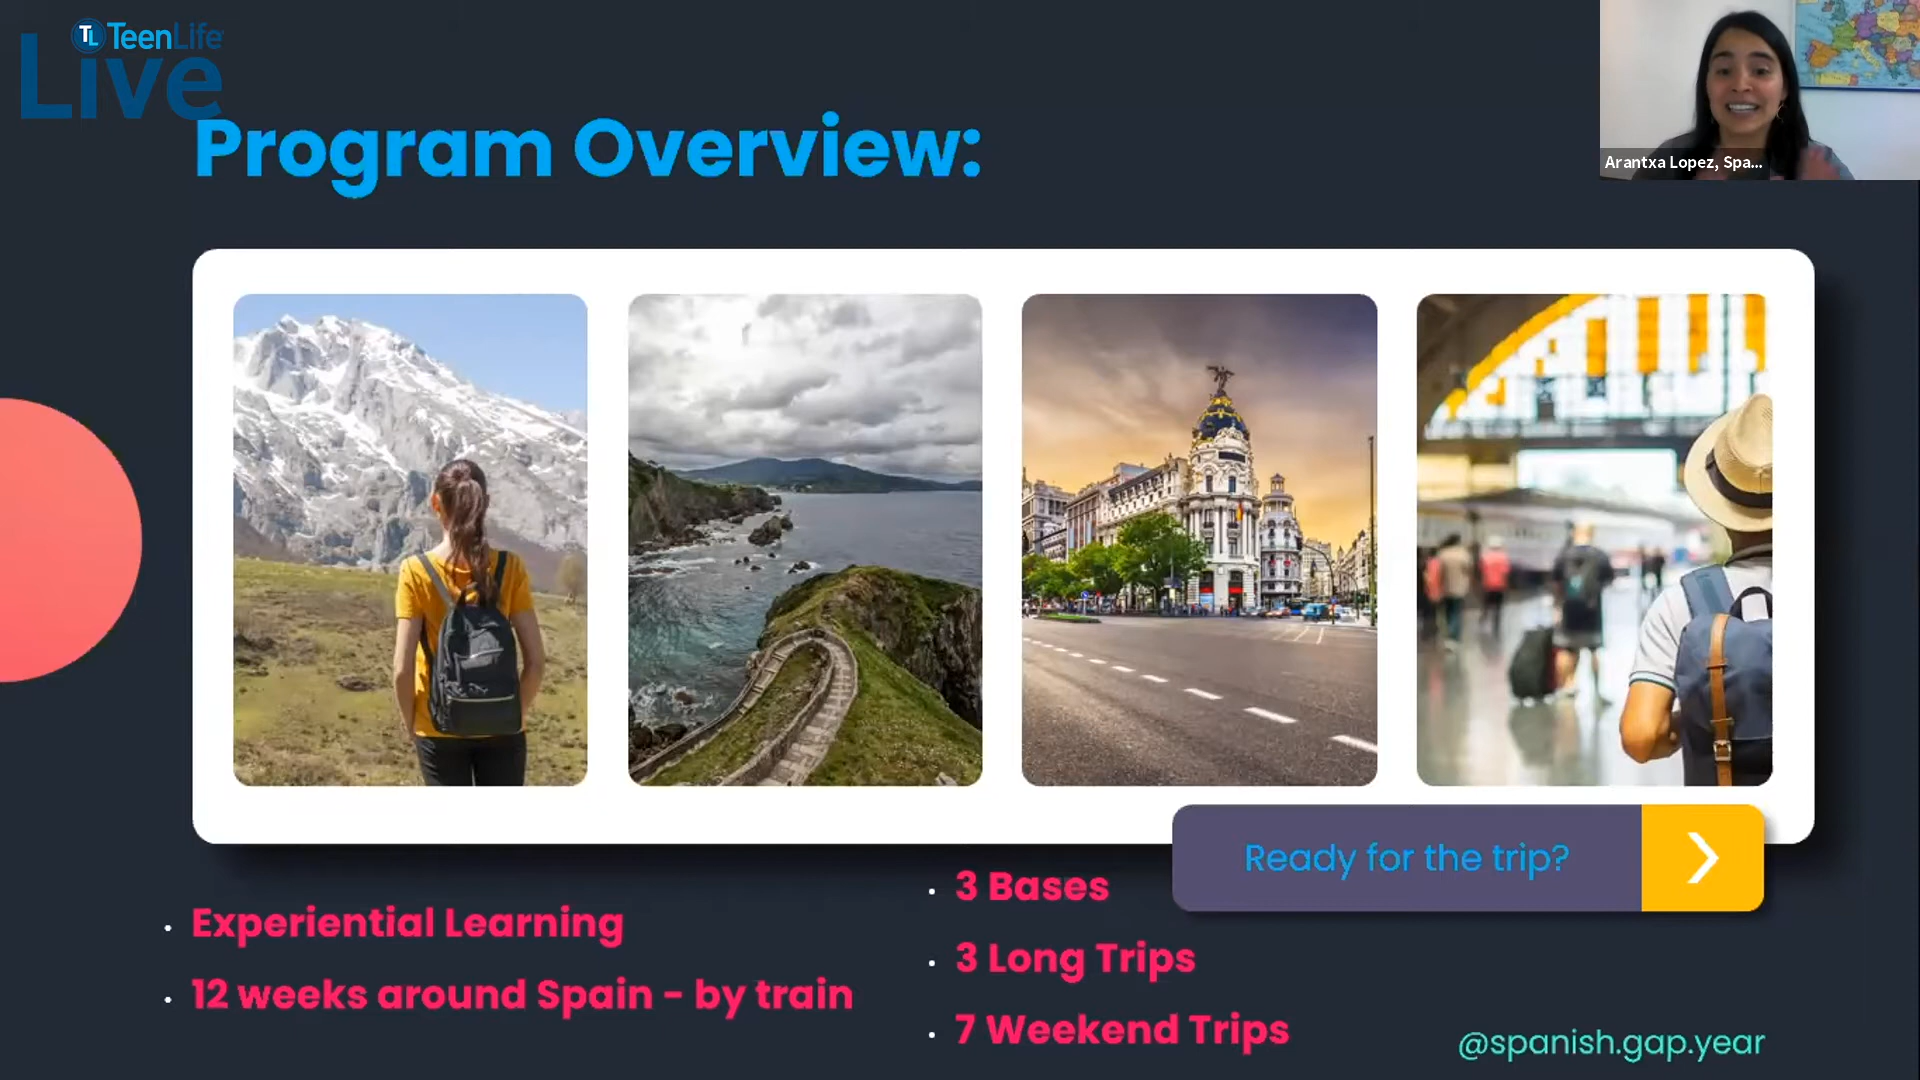 TL TeenLife
Live
Program Overview:
Arantxa Lopez, Spa...
Ready for the trip?
Experiential Learning
12 weeks around Spain - by train
3 Bases
3 Long Trips
7 Weekend Trips
@spanish.gap.year